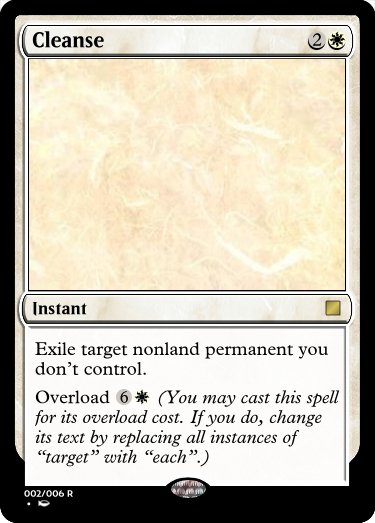 Cleanse 2
Instant
Exile target nonland permanent you
don't control.
Overload 6 (You may cast this spell
for its overload cost. If you do, change
its text by replacing all instances of
“target” with “each”.)
002/006 R